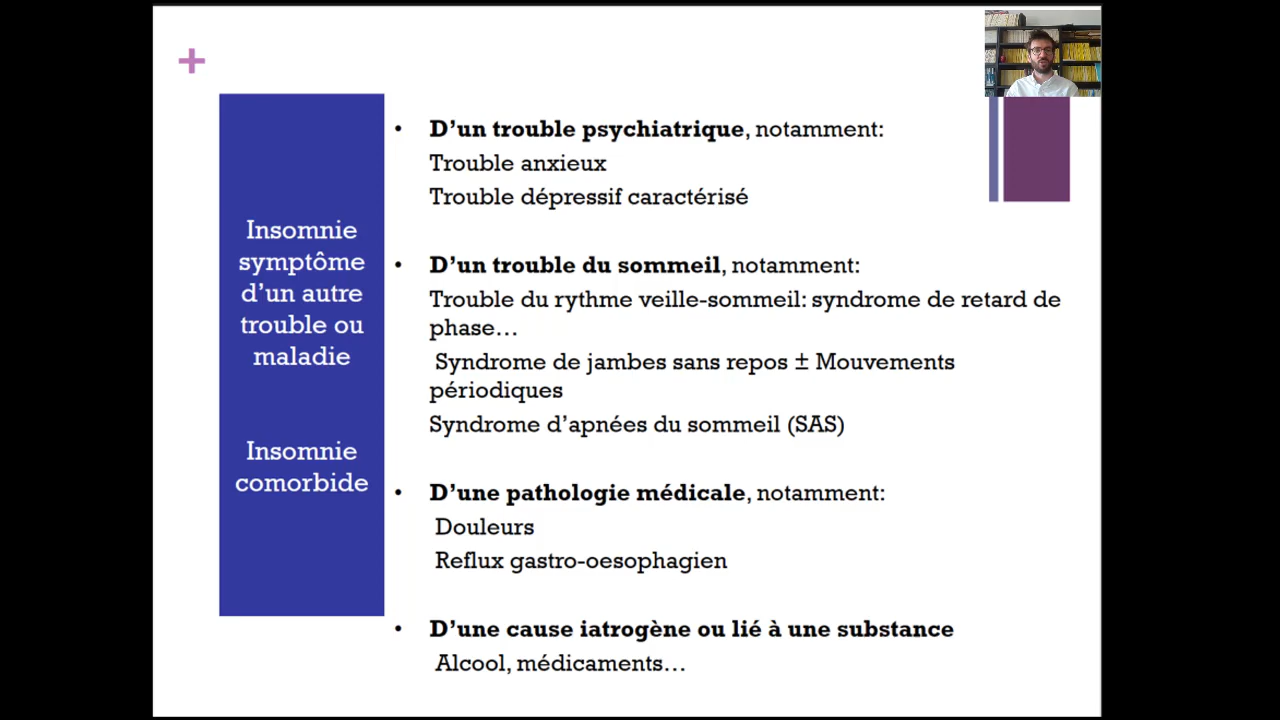 +
Insomnie
symptôme
d'un autre
trouble ou
maladie
Insomnie
comorbide
• D'un trouble psychiatrique, notamment:
Trouble anxieux
Trouble dépressif caractérisé
• D'un trouble du sommeil, notamment:
Trouble du rythme veille-sommeil: syndrome de retard de
phase…
Syndrome de jambes sans repos ± Mouvements
périodiques
Syndrome d'apnées du sommeil (SAS)
• D'une pathologie médicale, notamment:
Douleurs
Reflux gastro-oesophagien
• D'une cause iatrogène ou lié à une substance
Alcool, médicaments…